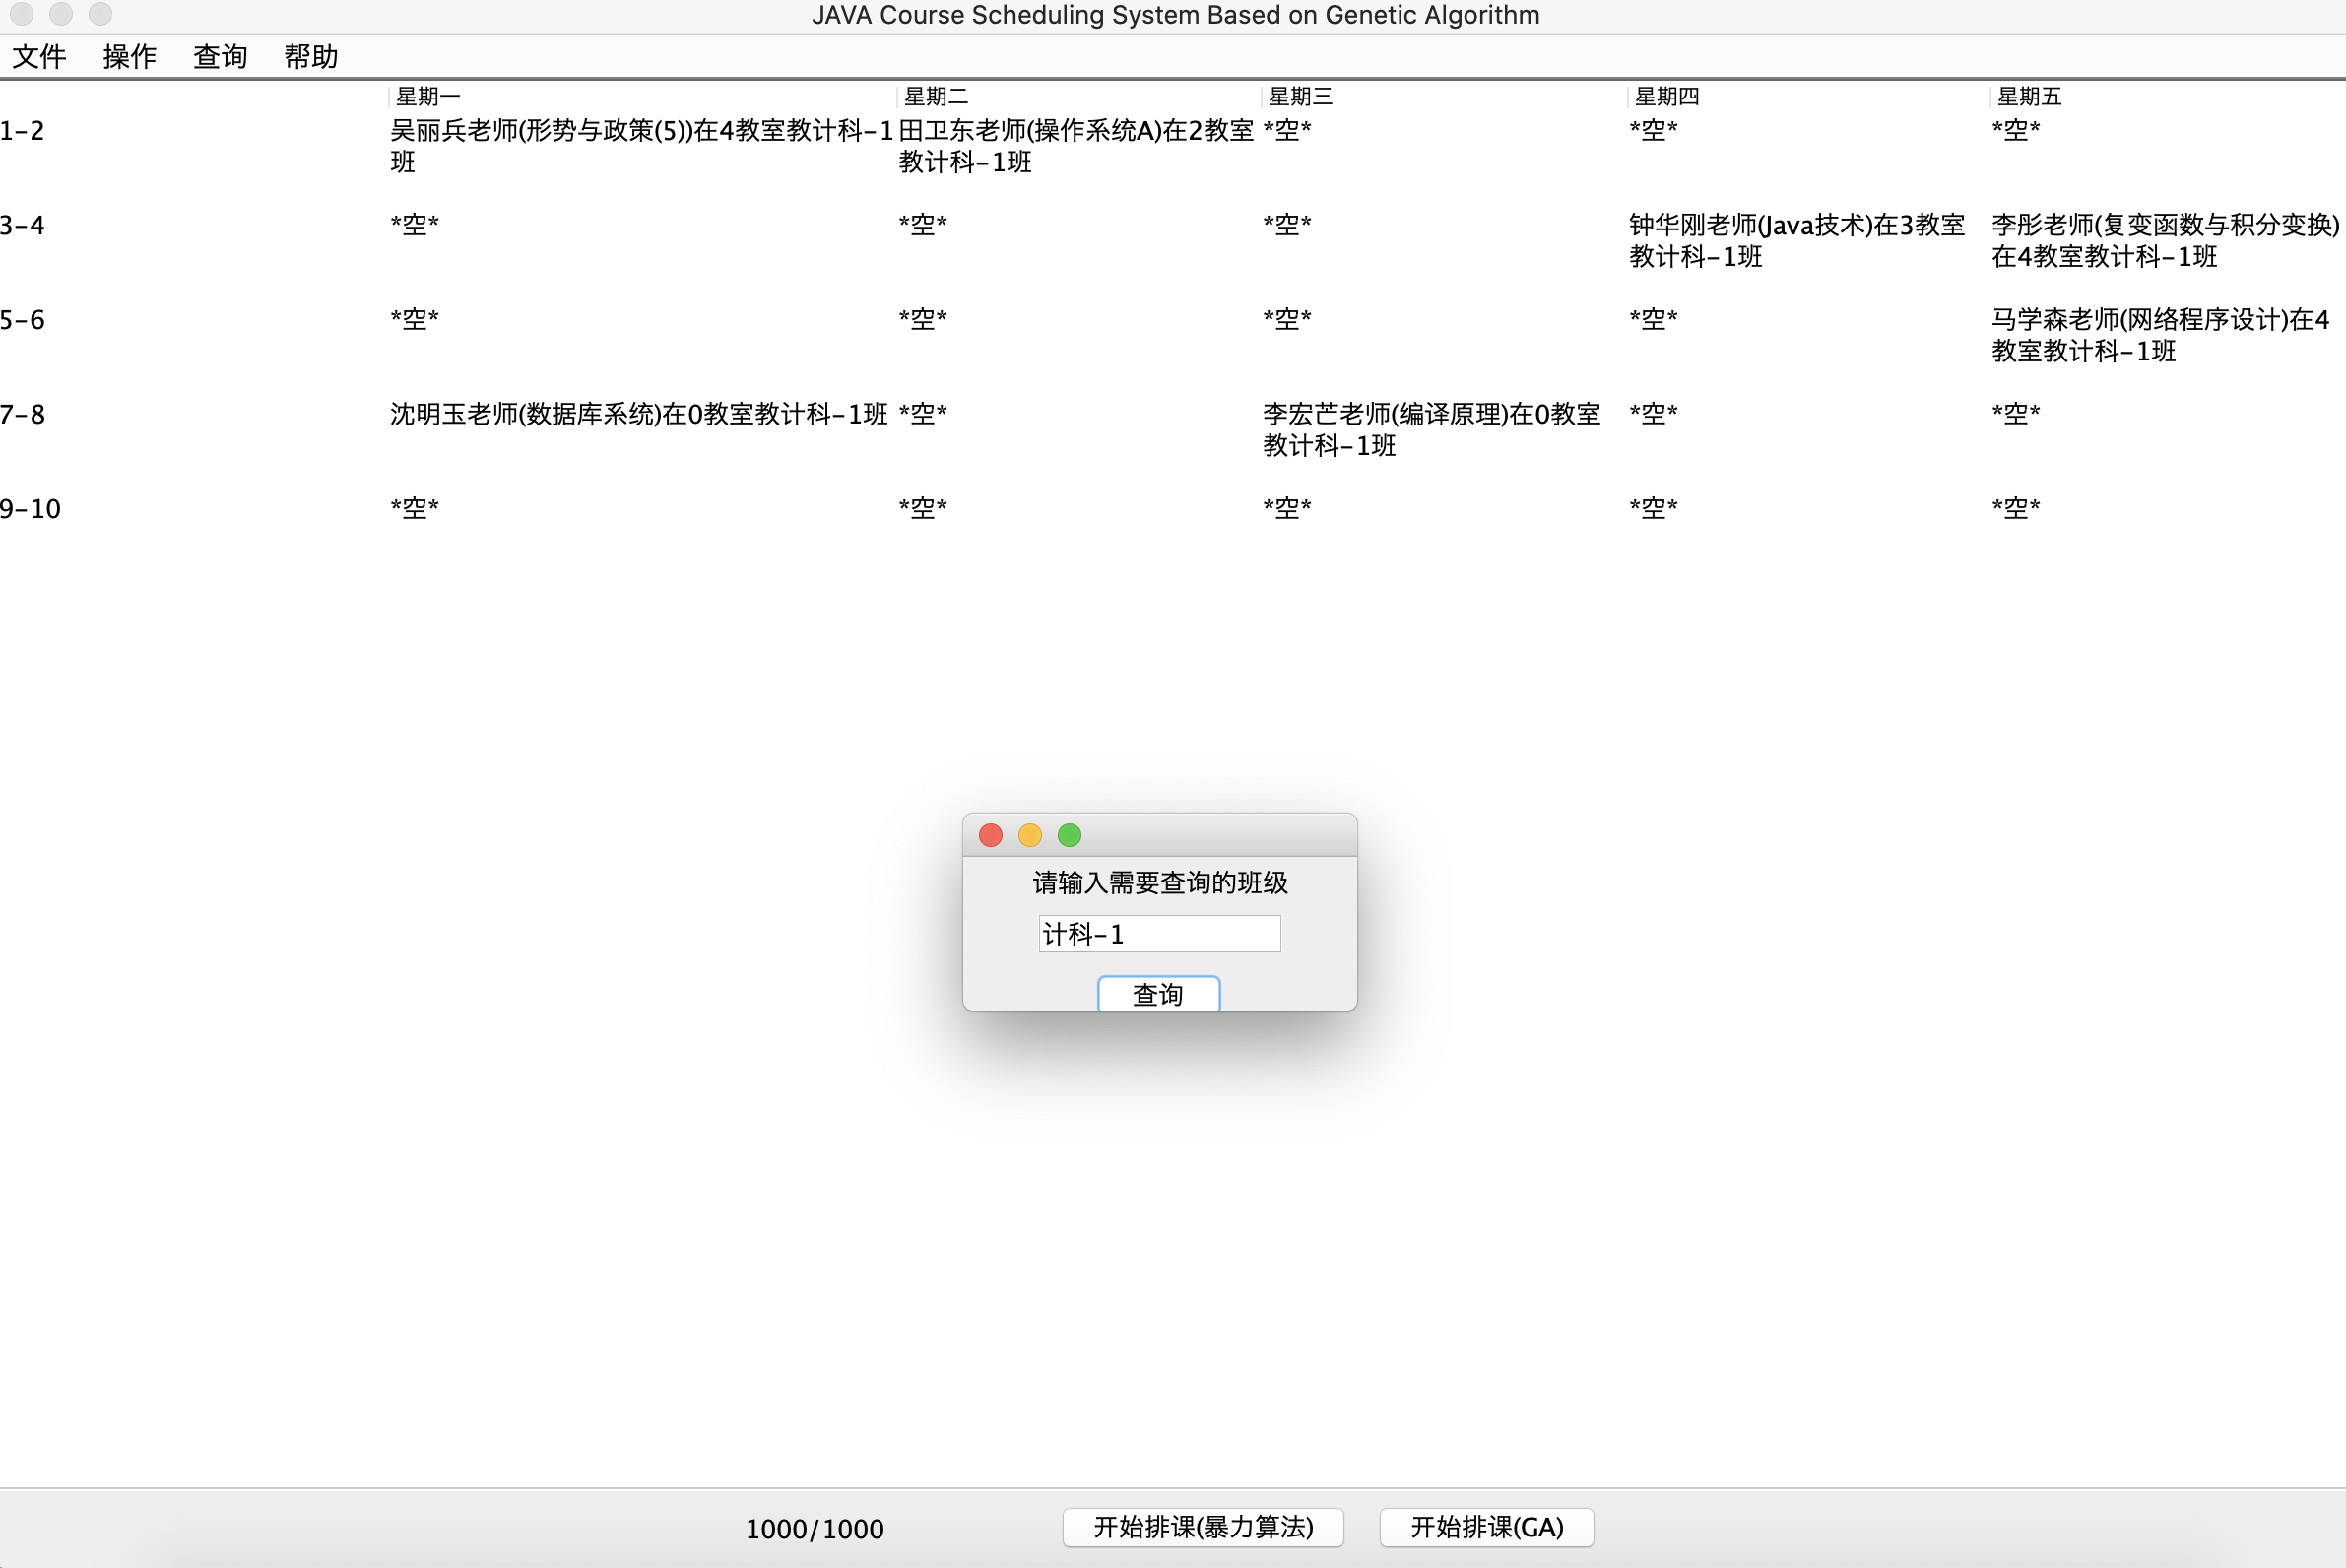 JAVA Course Scheduling System Based on Genetic Algorithm
文件 操作 查询 帮助
星期一 星期二 星期三 星期四 星期五
1-2
吴丽兵老师(形势与政策(5))在4教室教计科-1
班
田卫东老师(操作系统A)在2教室
教计科-1班
*空*
*空*
*空*
3-4
*空*
*空*
*空*
钟华刚老师(Java技术)在3教室
教计科-1班
李彤老师(复变函数与积分变换)
在4教室教计科-1班
5-6
*空*
*空*
*空*
*空*
马学森老师(网络程序设计)在4
教室教计科-1班
7-8
沈明玉老师(数据库系统)在0教室教计科-1班
*空*
李宏芒老师(编译原理)在0教室
教计科-1班
*空*
*空*
9-10
*空*
*空*
*空*
*空*
*空*
请输入需要查询的班级
计科-1
查询
1000/1000
开始排课(暴力算法)
开始排课(GA)